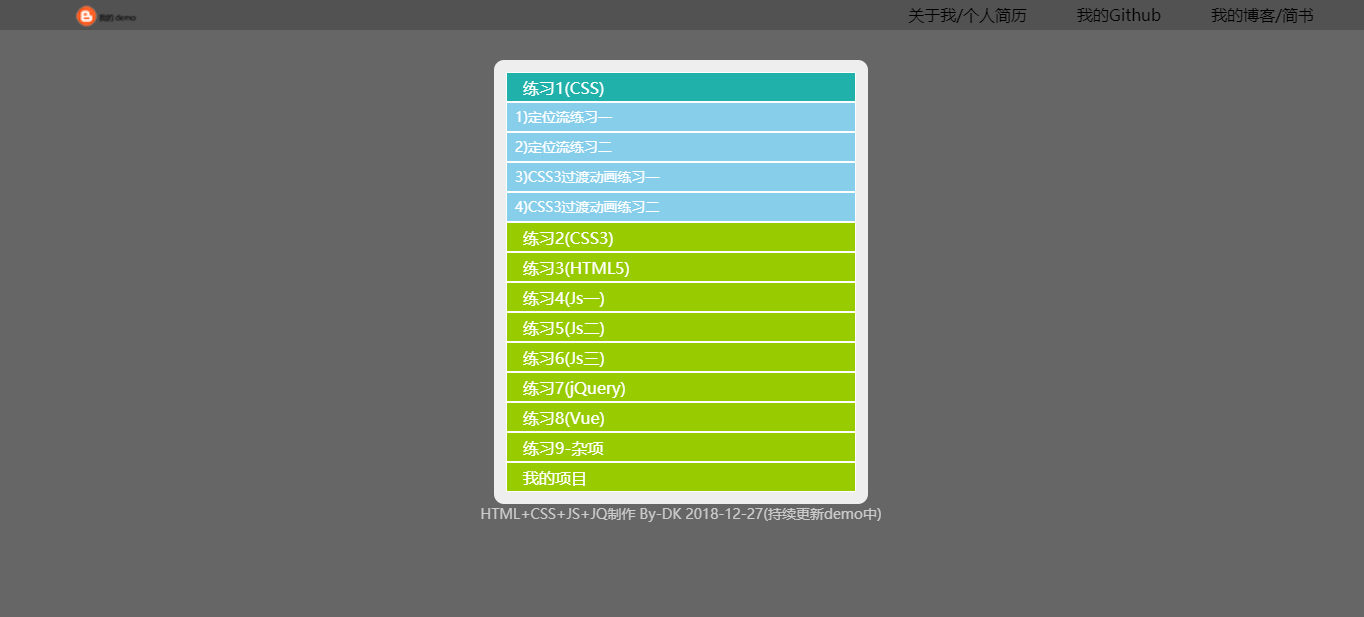 我的 demo
关于我/个人简历 我的Github 我的博客/简书
练习1(CSS)
1)定位流练习一
2)定位流练习二
3)CSS3过渡动画练习一
4)CSS3过渡动画练习二
练习2(CSS3)
练习3(HTML5)
练习4(Js一)
练习5(Js二)
练习6(Js三)
练习7(jQuery)
练习8(Vue)
练习9-杂项
我的项目
HTML+CSS+JS+JQ制作 By-DK 2018-12-27(持续更新demo中)